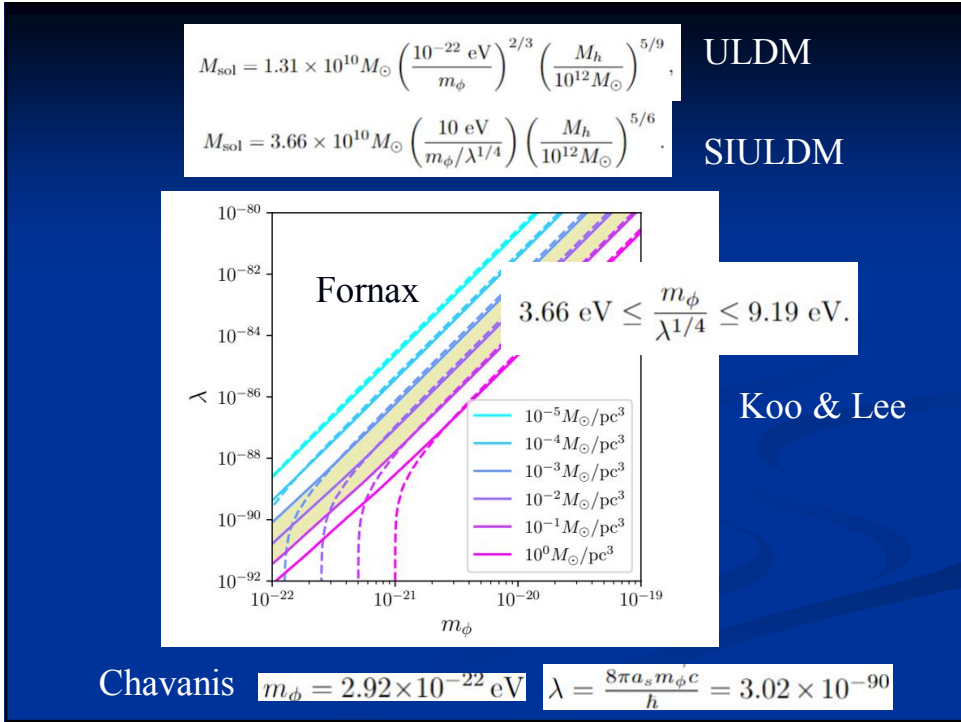 M_sol = 1.31 × 10^10 M_⊙ (10^−22 eV / m_ϕ)^2/3 (M_h / 10^12 M_⊙)^5/9,
ULDM
M_sol = 3.66 × 10^10 M_⊙ (10 eV / m_ϕ/λ^1/4) (M_h / 10^12 M_⊙)^5/6.
SIULDM
10^−80
10^−82
10^−84
10^−86
10^−88
10^−90
10^−92
λ
Fornax
3.66 eV ≤ m_ϕ / λ^1/4 ≤ 9.19 eV.
Koo & Lee
10^−5 M_⊙/pc^3
10^−4 M_⊙/pc^3
10^−3 M_⊙/pc^3
10^−2 M_⊙/pc^3
10^−1 M_⊙/pc^3
10^0 M_⊙/pc^3
10^−22 10^−21 10^−20 10^−19
m_ϕ
Chavanis m_ϕ = 2.92×10^−22 eV λ = 8πa_s m_ϕ c / ℏ = 3.02 × 10^−90